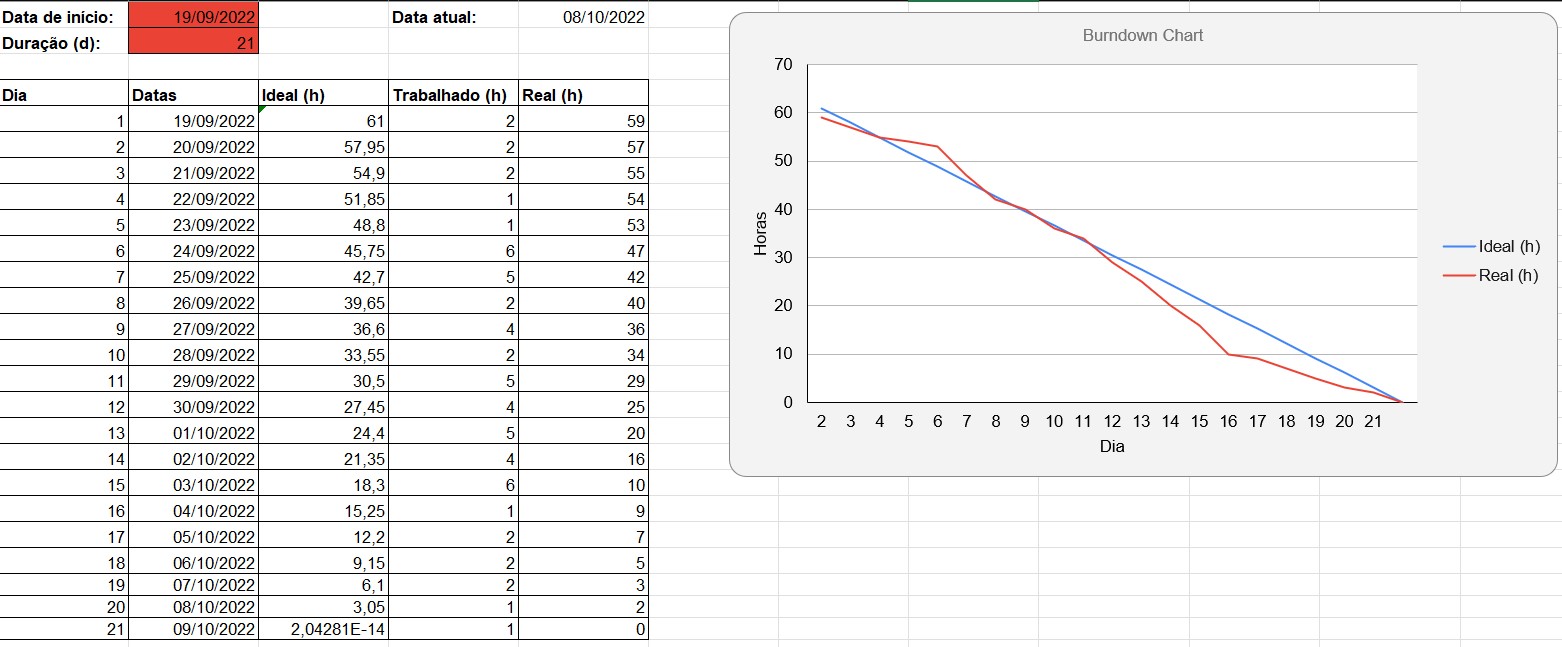 Data de início: 19/09/2022 Data atual: 08/10/2022
Duração (d): 21
Dia Datas Ideal (h) Trabalhado (h) Real (h)
1 19/09/2022 61 2 59
2 20/09/2022 57,95 2 57
3 21/09/2022 54,9 2 55
4 22/09/2022 51,85 1 54
5 23/09/2022 48,8 1 53
6 24/09/2022 45,75 6 47
7 25/09/2022 42,7 5 42
8 26/09/2022 39,65 2 40
9 27/09/2022 36,6 4 36
10 28/09/2022 33,55 2 34
11 29/09/2022 30,5 5 29
12 30/09/2022 27,45 4 25
13 01/10/2022 24,4 5 20
14 02/10/2022 21,35 4 16
15 03/10/2022 18,3 6 10
16 04/10/2022 15,25 1 9
17 05/10/2022 12,2 2 7
18 06/10/2022 9,15 2 5
19 07/10/2022 6,1 2 3
20 08/10/2022 3,05 1 2
21 09/10/2022 2,04281E-14 1 0
Burndown Chart
70
60
50
40
30
20
10
0
Horas
2 3 4 5 6 7 8 9 10 11 12 13 14 15 16 17 18 19 20 21
Dia
Ideal (h)
Real (h)